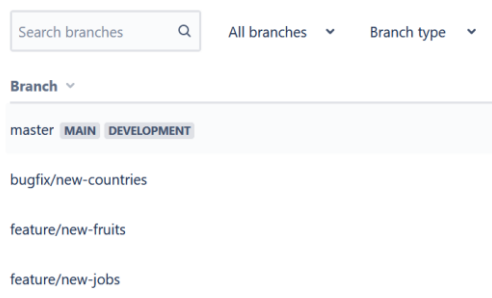 Search branches All branches Branch type
Branch
master MAIN DEVELOPMENT
bugfix/new-countries
feature/new-fruits
feature/new-jobs